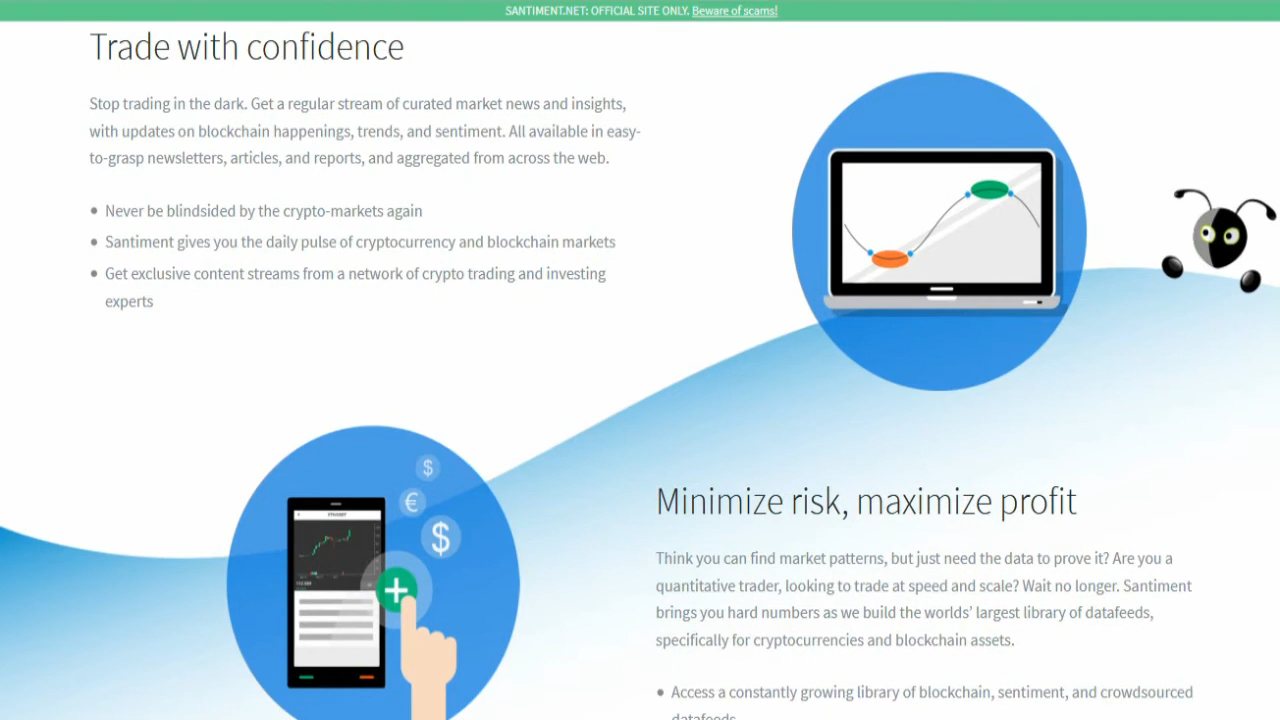 SANTIMENT.NET: OFFICIAL SITE ONLY. Beware of scams!
Trade with confidence
Stop trading in the dark. Get a regular stream of curated market news and insights,
with updates on blockchain happenings, trends, and sentiment. All available in easy-
to-grasp newsletters, articles, and reports, and aggregated from across the web.
• Never be blindsided by the crypto-markets again
• Santiment gives you the daily pulse of cryptocurrency and blockchain markets
• Get exclusive content streams from a network of crypto trading and investing
experts
$
€
$
Minimize risk, maximize profit
Think you can find market patterns, but just need the data to prove it? Are you a
quantitative trader, looking to trade at speed and scale? Wait no longer. Santiment
brings you hard numbers as we build the worlds' largest library of datafeeds,
specifically for cryptocurrencies and blockchain assets.
• Access a constantly growing library of blockchain, sentiment, and crowdsourced
datafeeds